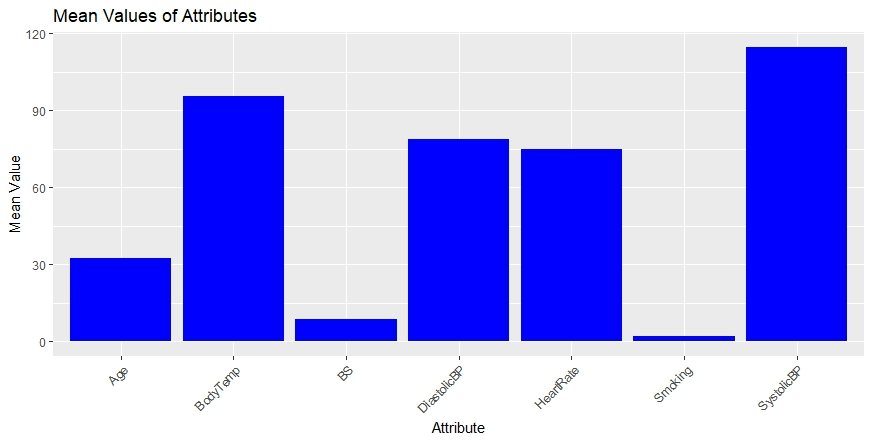 Mean Values of Attributes
120
90
60
30
0
Mean Value
Age
BodyTemp
BS
DiastolicBP
HeartRate
Smoking
SystolicBP
Attribute